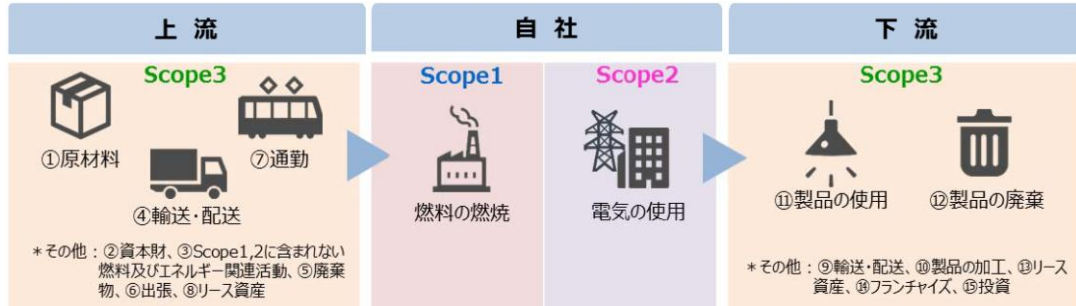 上 流
自 社
下 流
Scope3
①原材料
⑦通勤
④輸送・配送
＊その他：②資本財、③Scope1,2に含まれない
燃料及びエネルギー関連活動、⑤廃棄
物、⑥出張、⑧リース資産
Scope1
燃料の燃焼
Scope2
電気の使用
Scope3
⑪製品の使用
⑫製品の廃棄
＊その他：⑨輸送・配送、⑩製品の加工、⑬リース
資産、⑭フランチャイズ、⑮投資